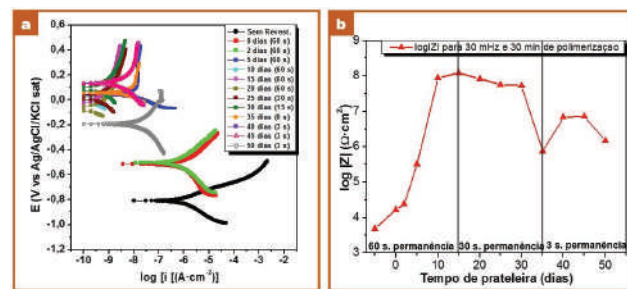 a
E (V vs Ag/AgCl/KCl sat)
0,6
0,4
0,2
0,0
-0,2
-0,4
-0,6
-0,8
-1,0
-1,2
Sem Revest.
0 dias (60 s)
2 dias (60 s)
5 dias (60 s)
10 dias (60 s)
15 dias (60 s)
20 dias (60 s)
25 dias (30 s)
30 dias (15 s)
35 dias (8 s)
40 dias (3 s)
45 dias (3 s)
50 dias (3 s)
-10 -9 -8 -7 -6 -5 -4 -3 -2
log [i [(A·cm⁻²)]
b
log |Z| (Ω·cm²)
10
9
8
7
6
5
4
3
log|Z| para 30 mHz e 30 min de polimerizaçao
60 s. permanência
30 s. permanência
3 s. permanência
0 10 20 30 40 50
Tempo de prateleira (dias)